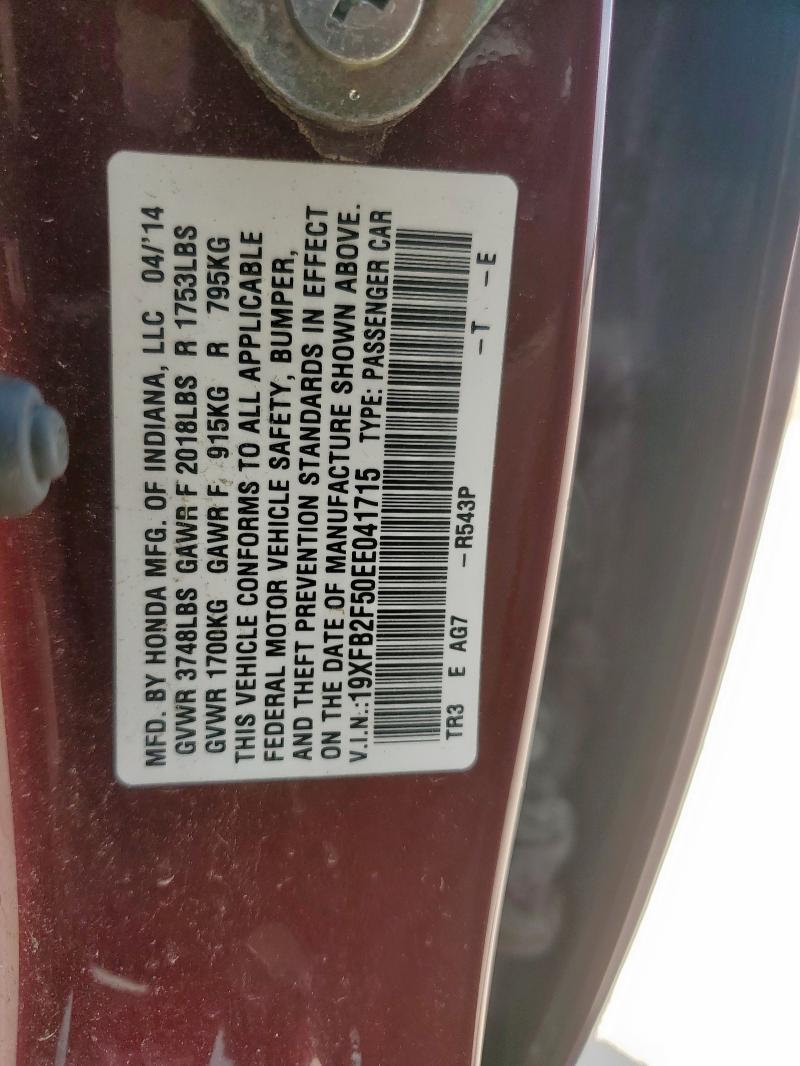 MFD. BY HONDA MFG. OF INDIANA, LLC 04/'14
GVWR 3748LBS GAWR F 2018LBS R 1753LBS
GVWR 1700KG GAWR F 915KG R 795KG
THIS VEHICLE CONFORMS TO ALL APPLICABLE
FEDERAL MOTOR VEHICLE SAFETY, BUMPER,
AND THEFT PREVENTION STANDARDS IN EFFECT
ON THE DATE OF MANUFACTURE SHOWN ABOVE.
V.I.N.:19XFB2F50EE041715 TYPE: PASSENGER CAR
TR3 E AG7 -R543P -T -E